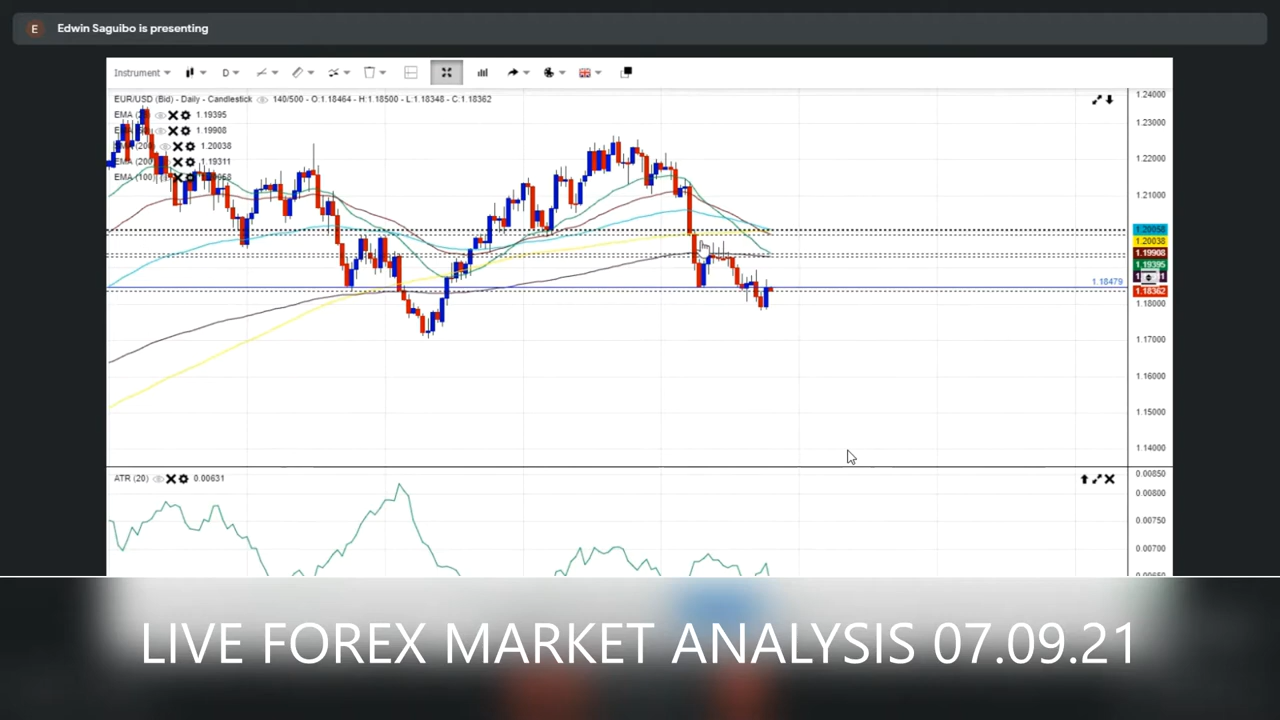 E Edwin Saguibo is presenting
Instrument D
EUR/USD (Bid) - Daily - Candlestick 140/500 - O:1.18464 - H:1.18500 - L:1.18348 - C:1.18362
EMA 1.19395
1.19908
1.20038
EMA (200) 1.19311
EMA (100)
1.24000
1.23000
1.22000
1.21000
1.20058
1.20038
1.19908
1.19395
1.18479
1.18362
1.18000
1.17000
1.16000
1.15000
1.14000
ATR (20) 0.00631
0.00850
0.00800
0.00750
0.00700
LIVE FOREX MARKET ANALYSIS 07.09.21